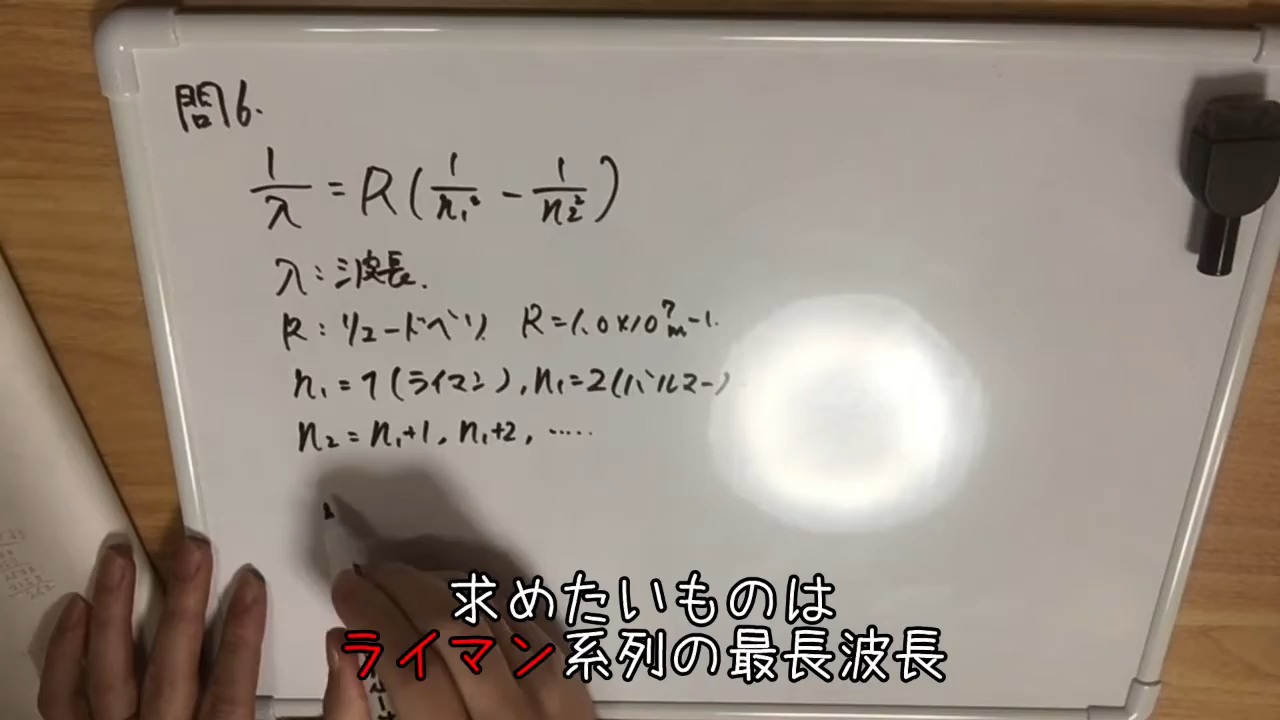 問6.
1/λ = R(1/n₁² - 1/n₂²)
λ：波長.
R：リュードベリ R=1.0×10⁷m-1.
n₁=1(ライマン), n₁=2(バルマー)
n₂=n₁+1, n₁+2, ……
求めたいものは
ライマン系列の最長波長